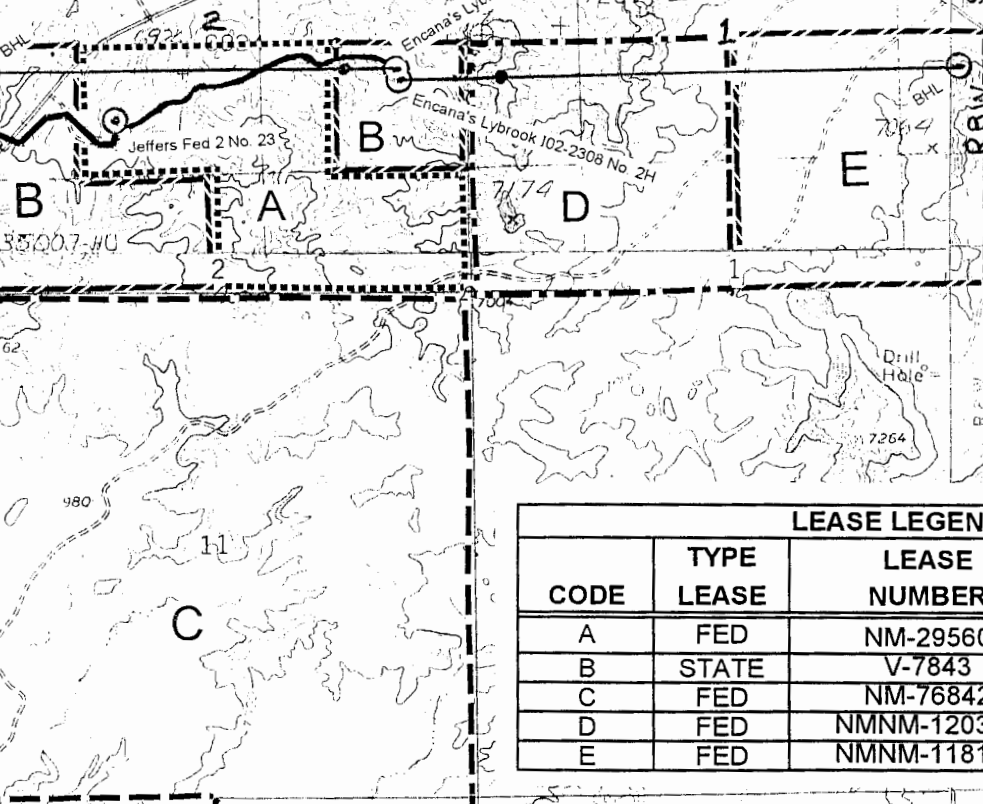 2
1
BHL
Encana's Lyb
BHL
Jeffers Fed 2 No. 23
B
Encana's Lybrook I02-2308 No. 2H
7174
D
E
B
A
2
1
62
Drill
Hole
7264
980
11
C
LEASE LEGEN
CODE
TYPE
LEASE
LEASE
NUMBER
A FED NM-29560
B STATE V-7843
C FED NM-76842
D FED NMNM-1203
E FED NMNM-1181